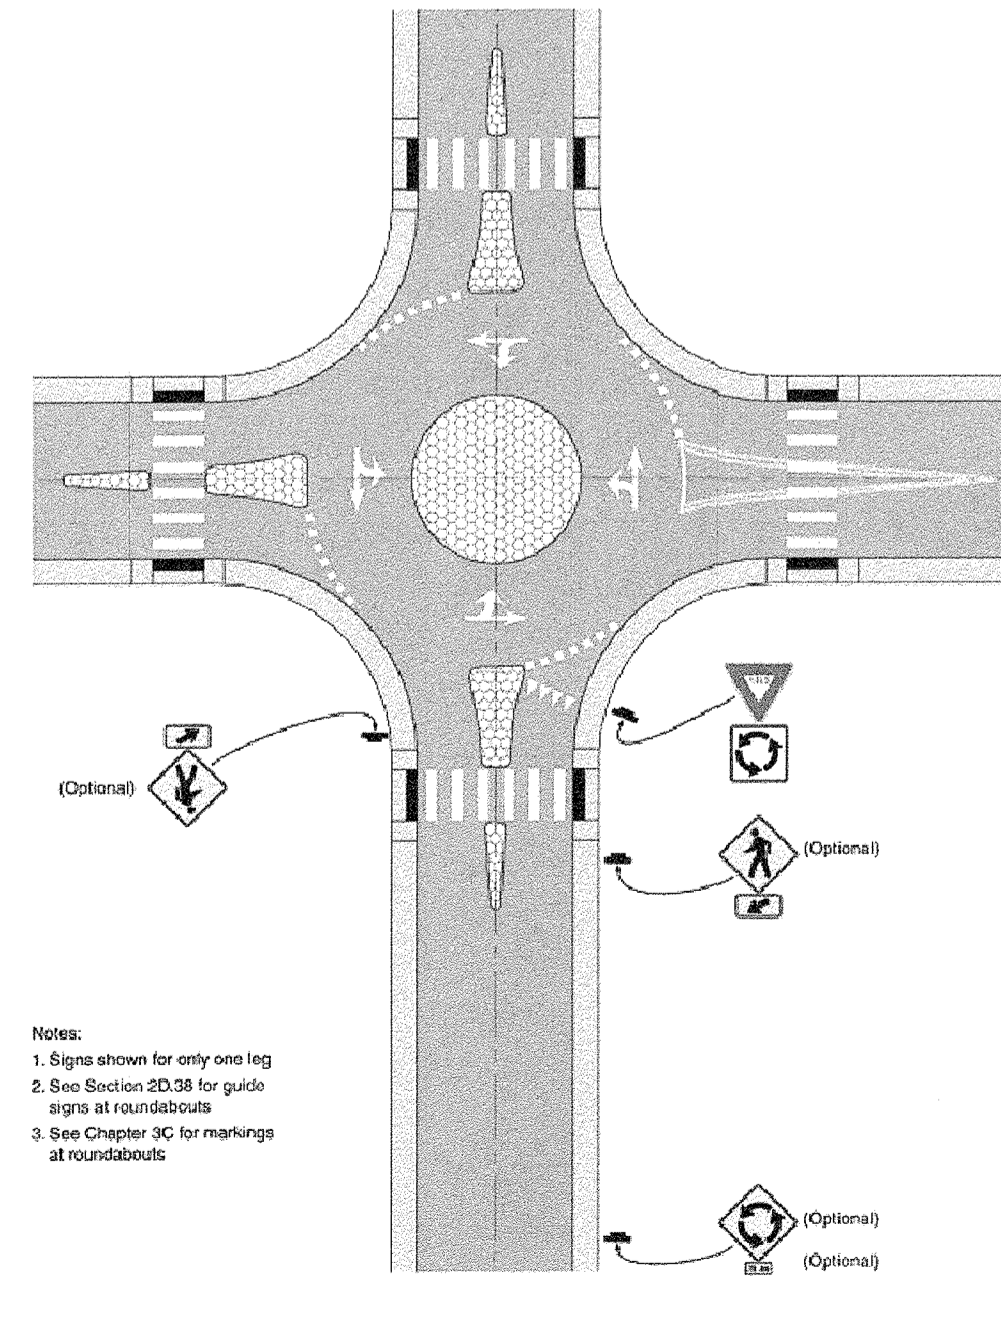 (Optional)
(Optional)
Notes:
1. Signs shown for only one leg
2. See Section 2D.38 for guide
signs at roundabouts
3. See Chapter 3C for markings
at roundabouts
(Optional)
(Optional)